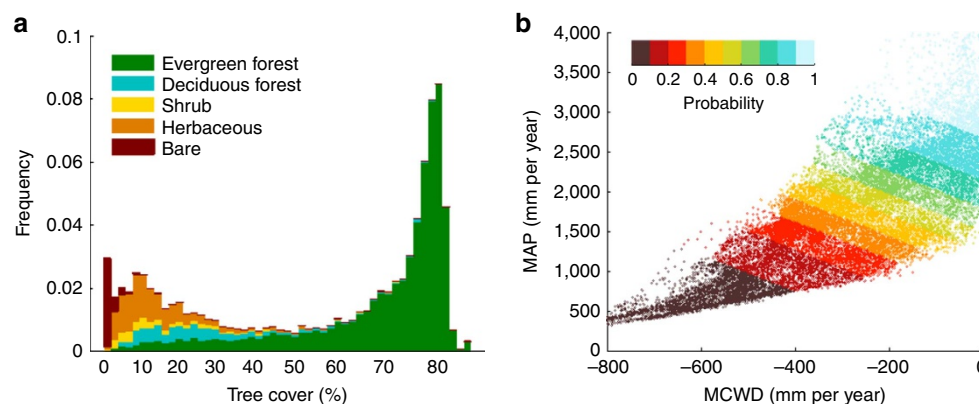 a
0.1
0.08
0.06
0.04
0.02
0
Frequency
Evergreen forest
Deciduous forest
Shrub
Herbaceous
Bare
0 10 20 30 40 50 60 70 80
Tree cover (%)
b
4,000
3,500
3,000
2,500
2,000
1,500
1,000
500
0
MAP (mm per year)
0 0.2 0.4 0.6 0.8 1
Probability
–800 –600 –400 –200 0
MCWD (mm per year)